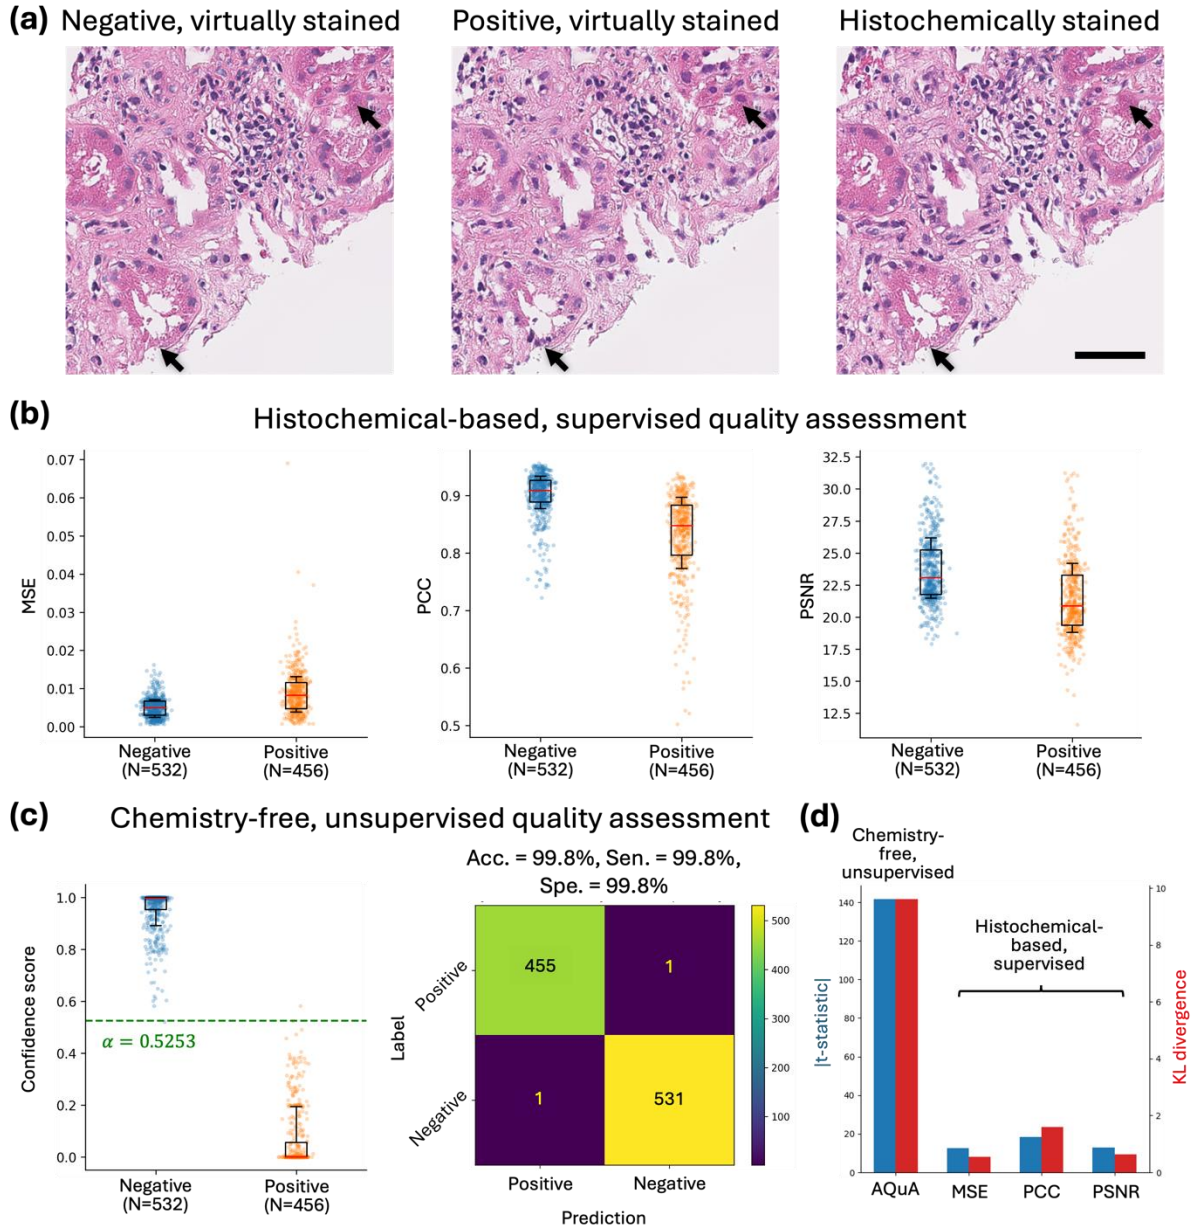 (a) Negative, virtually stained Positive, virtually stained Histochemically stained
(b) Histochemical-based, supervised quality assessment
MSE
0.07
0.06
0.05
0.04
0.03
0.02
0.01
0.00
Negative
(N=532)
Positive
(N=456)
PCC
0.9
0.8
0.7
0.6
0.5
Negative
(N=532)
Positive
(N=456)
PSNR
32.5
30.0
27.5
25.0
22.5
20.0
17.5
15.0
12.5
Negative
(N=532)
Positive
(N=456)
(c) Chemistry-free, unsupervised quality assessment
Confidence score
1.0
0.8
0.6
0.4
0.2
0.0
α = 0.5253
Negative
(N=532)
Positive
(N=456)
Acc. = 99.8%, Sen. = 99.8%,
Spe. = 99.8%
Label
Positive
Negative
455 1
1 531
Positive Negative
Prediction
500
400
300
200
100
(d)
Chemistry-
free,
unsupervised
Histochemical-
based,
supervised
|t-statistic|
140
120
100
80
60
40
20
0
KL divergence
10
8
6
4
2
0
AQuA MSE PCC PSNR